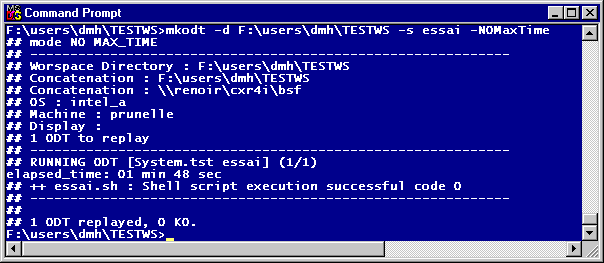 Command Prompt
F:\users\dmh\TESTWS>mkodt -d F:\users\dmh\TESTWS -s essai -NOMaxTime
## mode NO MAX_TIME
## ---------------------------------------------------
## Worspace Directory : F:\users\dmh\TESTWS
## Concatenation : F:\users\dmh\TESTWS
## Concatenation : \\renoir\cxr4i\bsf
## OS : intel_a
## Machine : prunelle
## Display :
## 1 ODT to replay
## ---------------------------------------------------
## RUNNING ODT [System.tst essai] (1/1)
elapsed_time: 01 min 48 sec
## ++ essai.sh : Shell script execution successful code 0
## ---------------------------------------------------
##
## 1 ODT replayed, 0 KO.
F:\users\dmh\TESTWS>